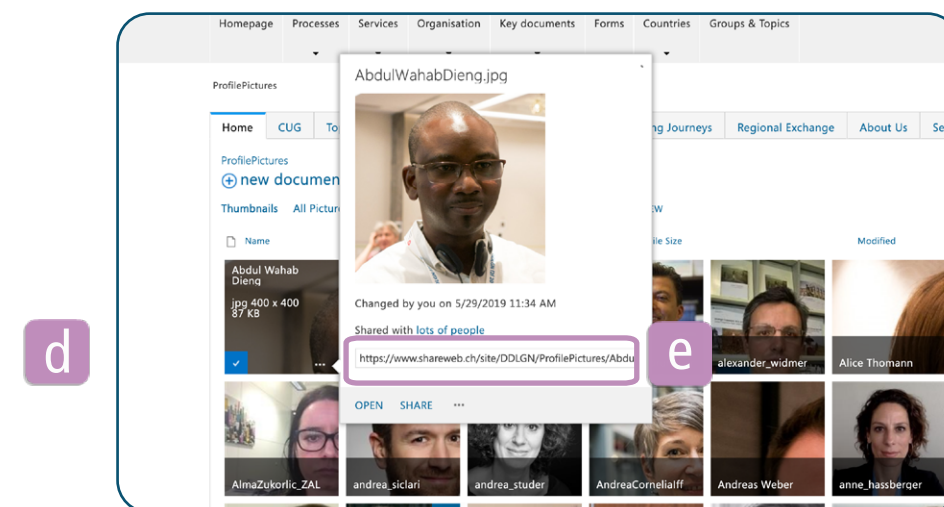 Homepage Processes Services Organisation Key documents Forms Countries Groups & Topics
ProfilePictures
AbdulWahabDieng.jpg
Home CUG ng Journeys Regional Exchange About Us
ProfilePictures
new documen
Thumbnails All Pictur
Name ile Size Modified
Abdul Wahab
Dieng
jpg 400 x 400
87 KB
Changed by you on 5/29/2019 11:34 AM
Shared with lots of people
https://www.shareweb.ch/site/DDLGN/ProfilePictures/Abdu
d
e
alexander_widmer Alice Thomann
OPEN SHARE ...
AlmaZukorlic_ZAL andrea_siclari andrea_studer AndreaCorneliaIff Andreas Weber anne_hassberger